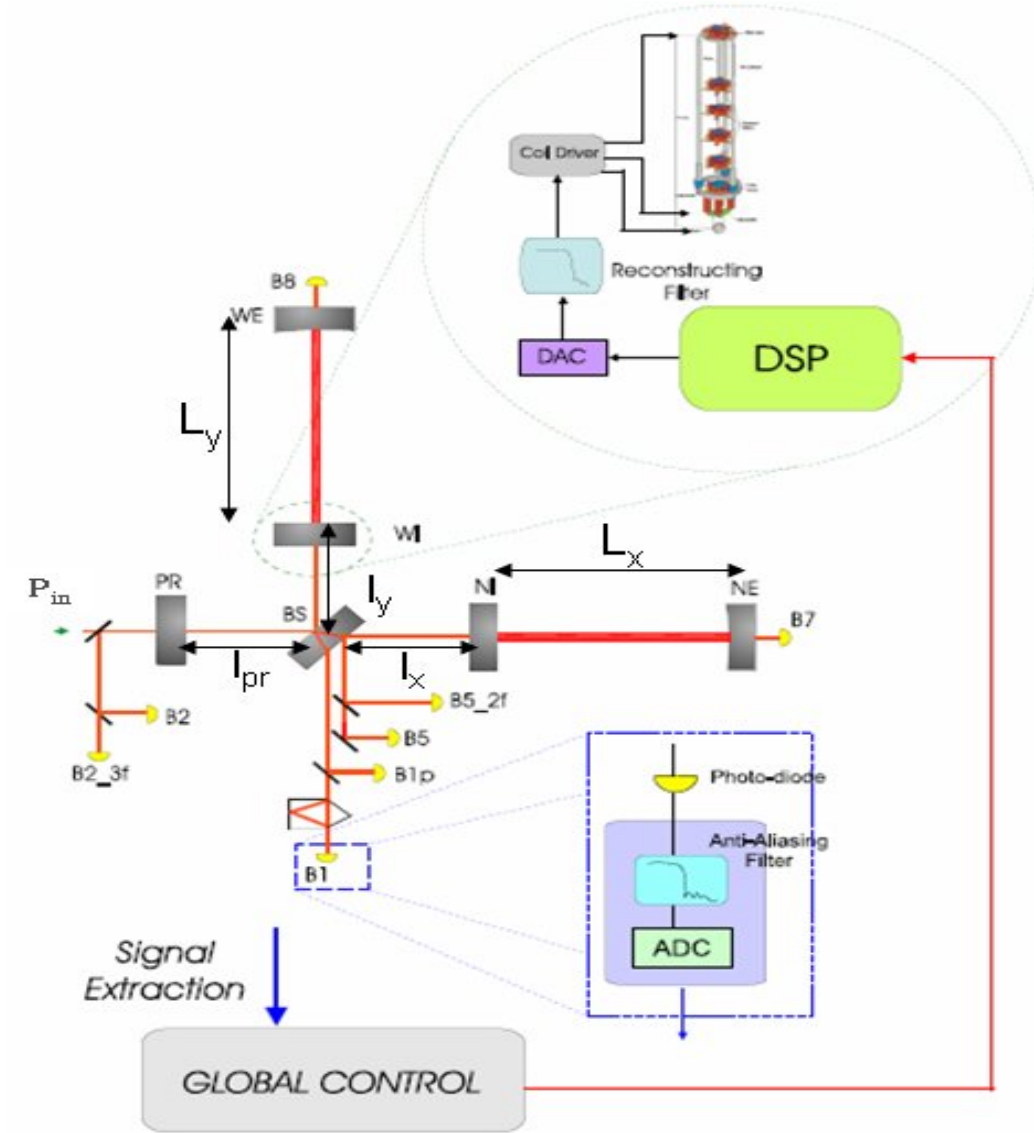 Coil Driver
Reconstructing
Filter
DAC
DSP
B8
WE
Ly
WI
Lx
PR
NI
NE
Pin
BS
ly
B7
lpr
lx
B5_2f
B2
B5
B2_3f
B1p
Photo-diode
Anti-Aliasing
Filter
B1
ADC
Signal
Extraction
GLOBAL CONTROL